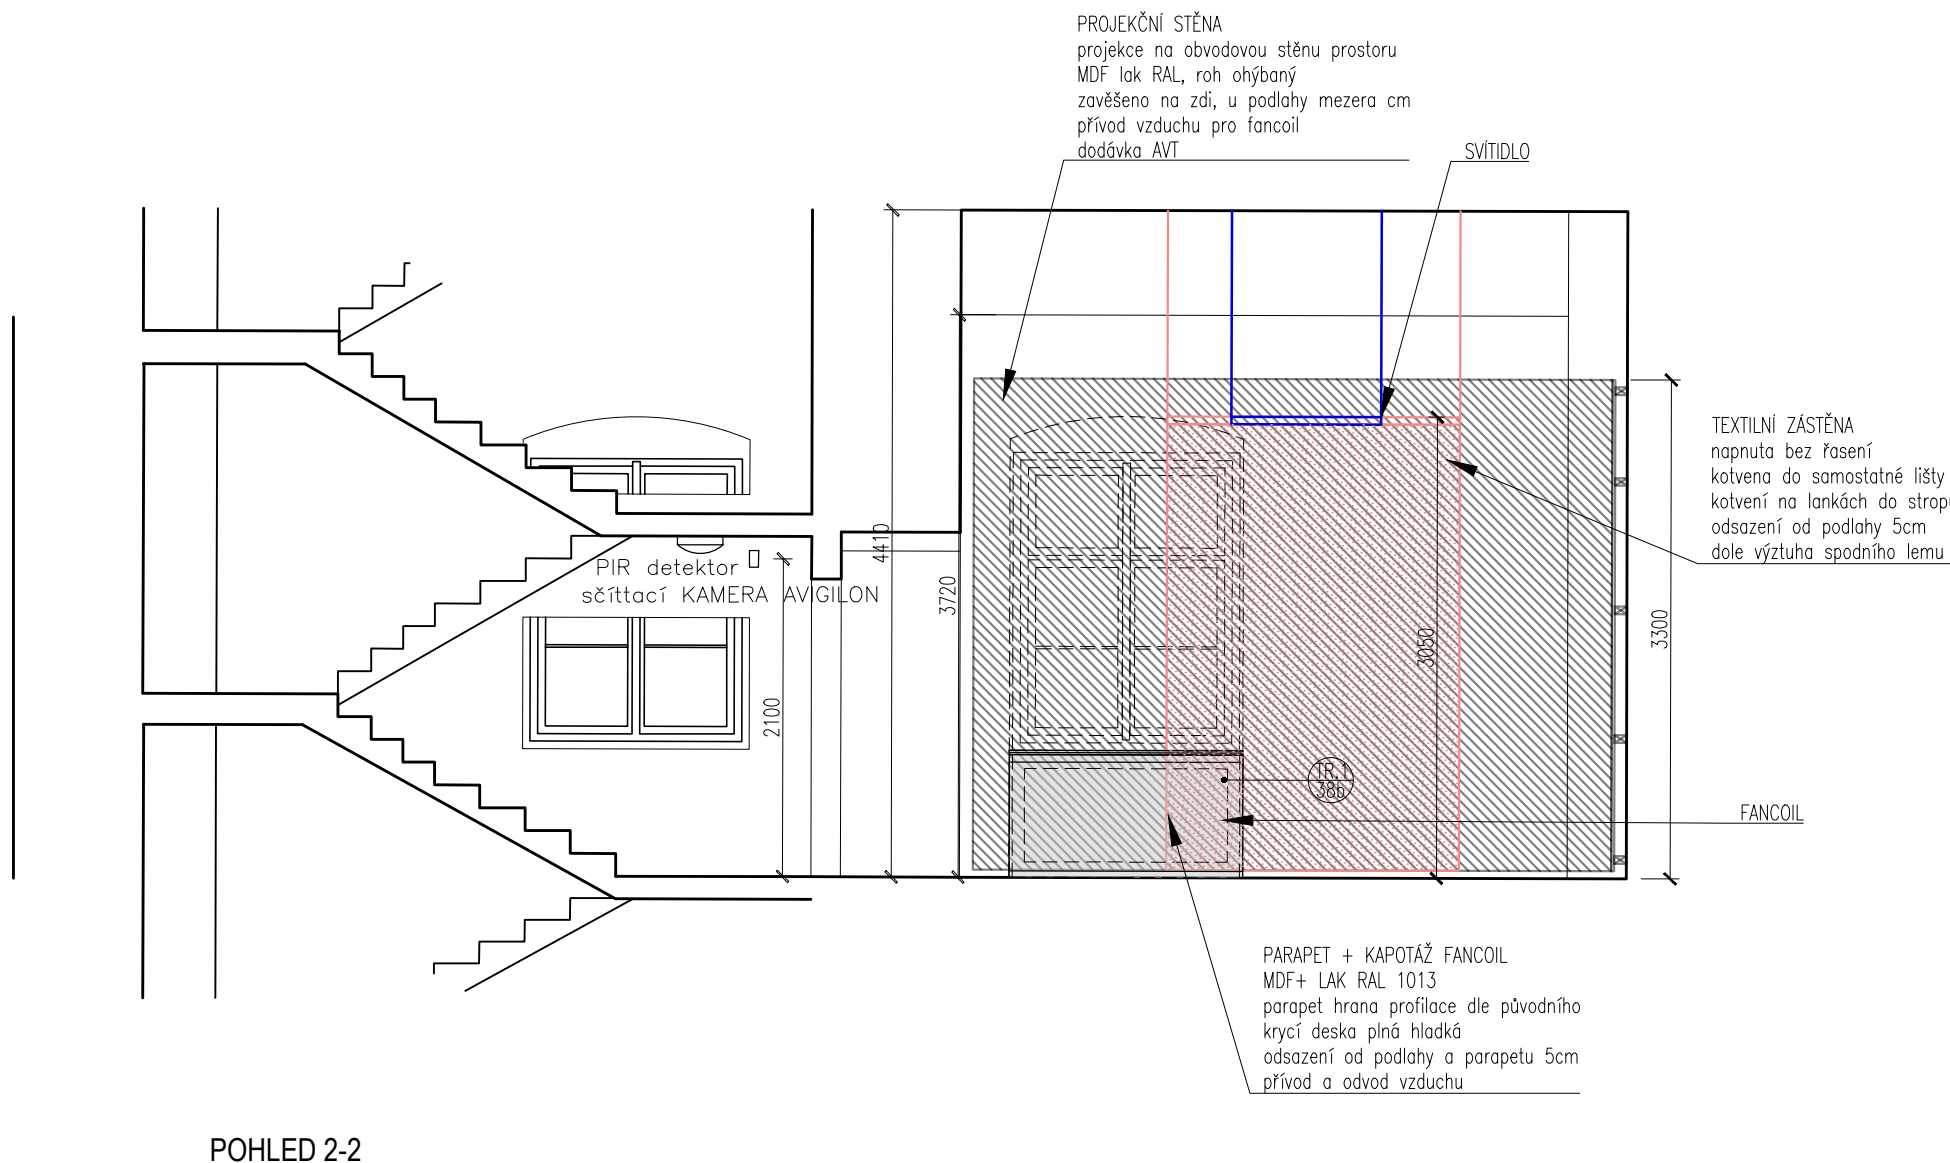 PROJEKČNÍ STĚNA
projekce na obvodovou stěnu prostoru
MDF lak RAL, roh ohýbaný
zavěšeno na zdi, u podlahy mezera cm
přívod vzduchu pro fancoil
dodávka AVT
SVÍTIDLO
TEXTILNÍ ZÁSTĚNA
napnuta bez řasení
kotvena do samostatné lišty
kotvení na lankách do stropu
odsazení od podlahy 5cm
dole výztuha spodního lemu
PIR detektor
sčíttací KAMERA AVIGILON
4410
3720
2100
3050
3300
TR.1
38b
FANCOIL
PARAPET + KAPOTÁŽ FANCOIL
MDF+ LAK RAL 1013
parapet hrana profilace dle původního
krycí deska plná hladká
odsazení od podlahy a parapetu 5cm
přívod a odvod vzduchu
POHLED 2-2